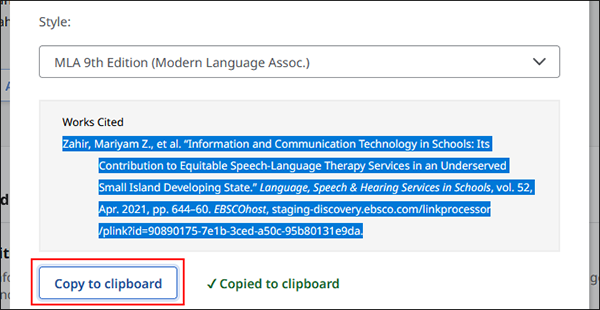 Style:
MLA 9th Edition (Modern Language Assoc.)
Works Cited
Zahir, Mariyam Z., et al. “Information and Communication Technology in Schools: Its
Contribution to Equitable Speech-Language Therapy Services in an Underserved
Small Island Developing State.” Language, Speech & Hearing Services in Schools, vol. 52,
Apr. 2021, pp. 644–60. EBSCOhost, staging-discovery.ebsco.com/linkprocessor
/plink?id=90890175-7e1b-3ced-a50c-95b80131e9da.
Copy to clipboard
✓ Copied to clipboard